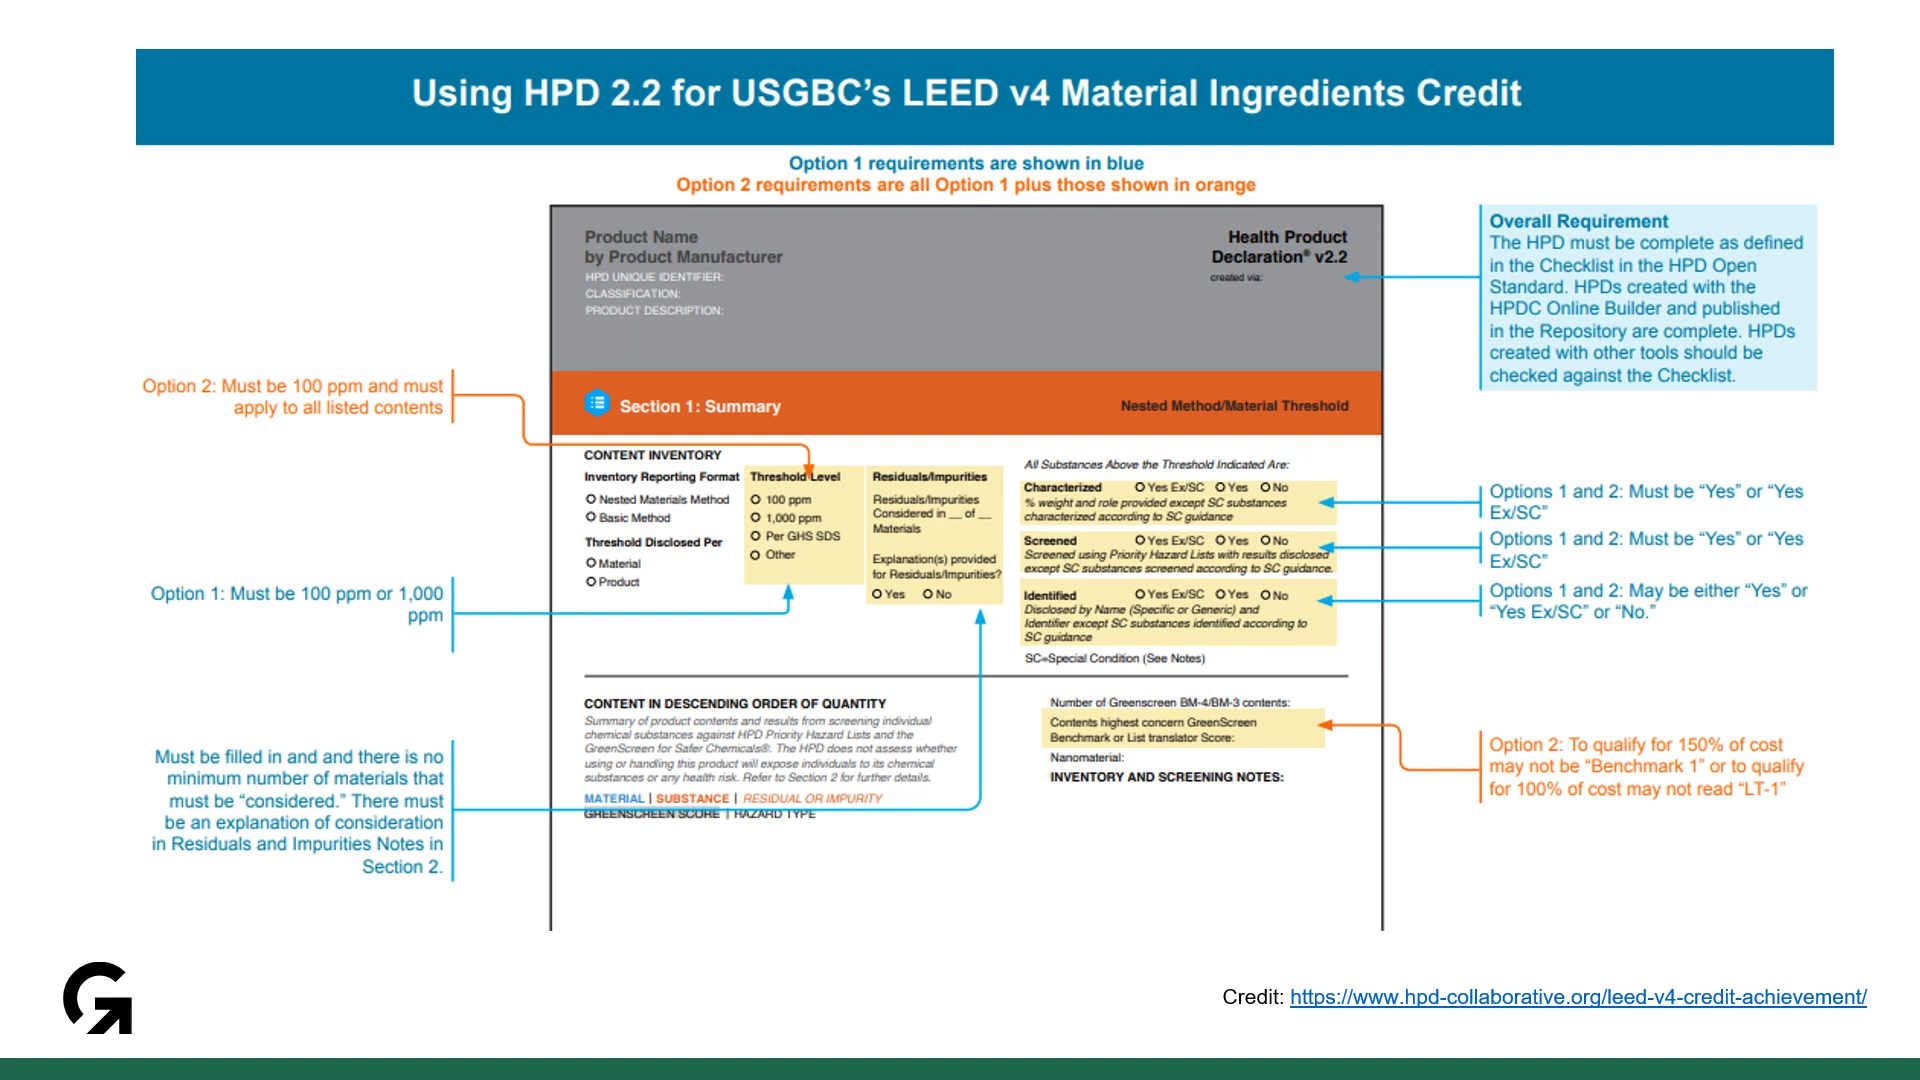 Using HPD 2.2 for USGBC’s LEED v4 Material Ingredients Credit
Option 1 requirements are shown in blue
Option 2 requirements are all Option 1 plus those shown in orange
Product Name
by Product Manufacturer
HPD UNIQUE IDENTIFIER:
CLASSIFICATION:
PRODUCT DESCRIPTION:
Health Product
Declaration® v2.2
created via:
Overall Requirement
The HPD must be complete as defined
in the Checklist in the HPD Open
Standard. HPDs created with the
HPDC Online Builder and published
in the Repository are complete. HPDs
created with other tools should be
checked against the Checklist.
Option 2: Must be 100 ppm and must
apply to all listed contents
Section 1: Summary
Nested Method/Material Threshold
CONTENT INVENTORY
Inventory Reporting Format
Nested Materials Method
Basic Method
Threshold Disclosed Per
Material
Product
Threshold Level
100 ppm
1,000 ppm
Per GHS SDS
Other
Residuals/Impurities
Residuals/Impurities
Considered in __ of __
Materials
Explanation(s) provided
for Residuals/Impurities?
Yes No
All Substances Above the Threshold Indicated Are:
Characterized Yes Ex/SC Yes No
% weight and role provided except SC substances
characterized according to SC guidance
Screened Yes Ex/SC Yes No
Screened using Priority Hazard Lists with results disclosed
except SC substances screened according to SC guidance.
Identified Yes Ex/SC Yes No
Disclosed by Name (Specific or Generic) and
Identifier except SC substances identified according to
SC guidance
SC=Special Condition (See Notes)
Options 1 and 2: Must be “Yes” or “Yes
Ex/SC”
Options 1 and 2: Must be “Yes” or “Yes
Ex/SC”
Options 1 and 2: May be either “Yes” or
“Yes Ex/SC” or “No.”
Option 1: Must be 100 ppm or 1,000
ppm
CONTENT IN DESCENDING ORDER OF QUANTITY
Summary of product contents and results from screening individual
chemical substances against HPD Priority Hazard Lists and the
GreenScreen for Safer Chemicals®. The HPD does not assess whether
using or handling this product will expose individuals to its chemical
substances or any health risk. Refer to Section 2 for further details.
MATERIAL | SUBSTANCE | RESIDUAL OR IMPURITY
GREENSCREEN SCORE | HAZARD TYPE
Number of Greenscreen BM-4/BM-3 contents:
Contents highest concern GreenScreen
Benchmark or List translator Score:
Nanomaterial:
INVENTORY AND SCREENING NOTES:
Must be filled in and and there is no
minimum number of materials that
must be “considered.” There must
be an explanation of consideration
in Residuals and Impurities Notes in
Section 2.
Option 2: To qualify for 150% of cost
may not be “Benchmark 1” or to qualify
for 100% of cost may not read “LT-1”
Credit: https://www.hpd-collaborative.org/leed-v4-credit-achievement/